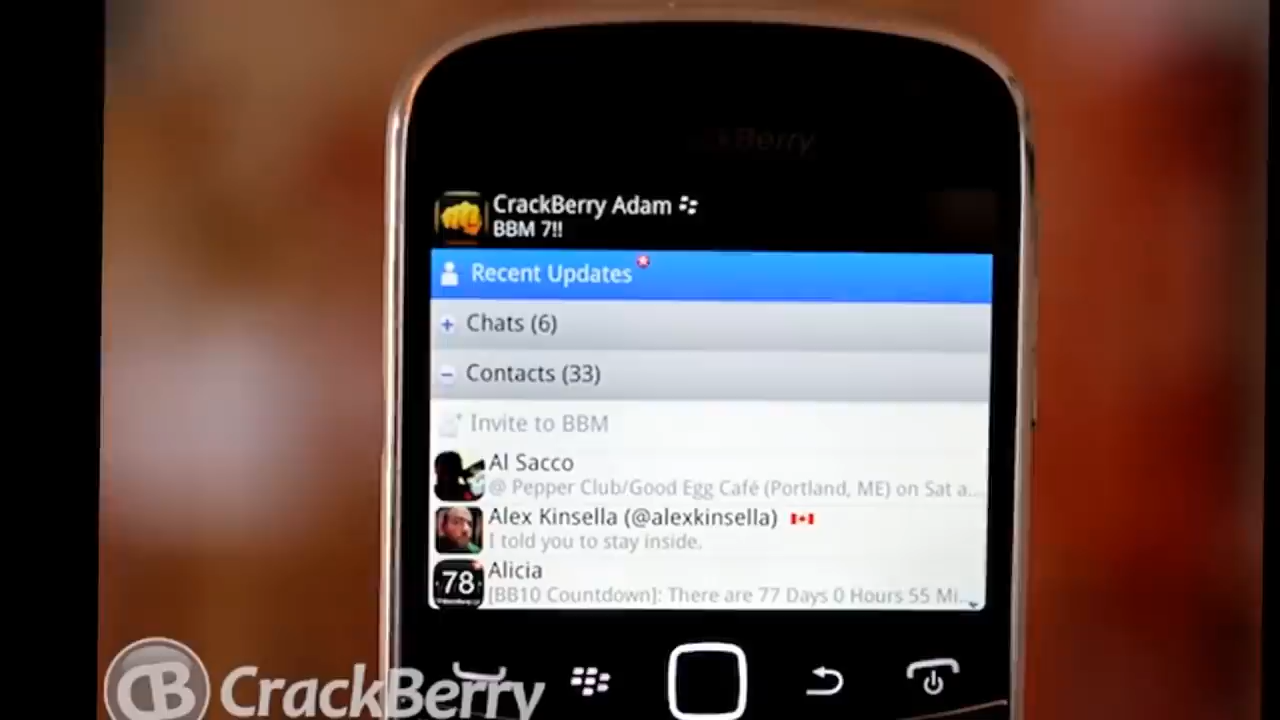 BlackBerry
CrackBerry Adam
BBM 7!!
Recent Updates
Chats (6)
Contacts (33)
Invite to BBM
Al Sacco
@ Pepper Club/Good Egg Café (Portland, ME) on Sat a...
Alex Kinsella (@alexkinsella)
I told you to stay inside.
78
Alicia
[BB10 Countdown]: There are 77 Days 0 Hours 55 Mi...
CB CrackBerry